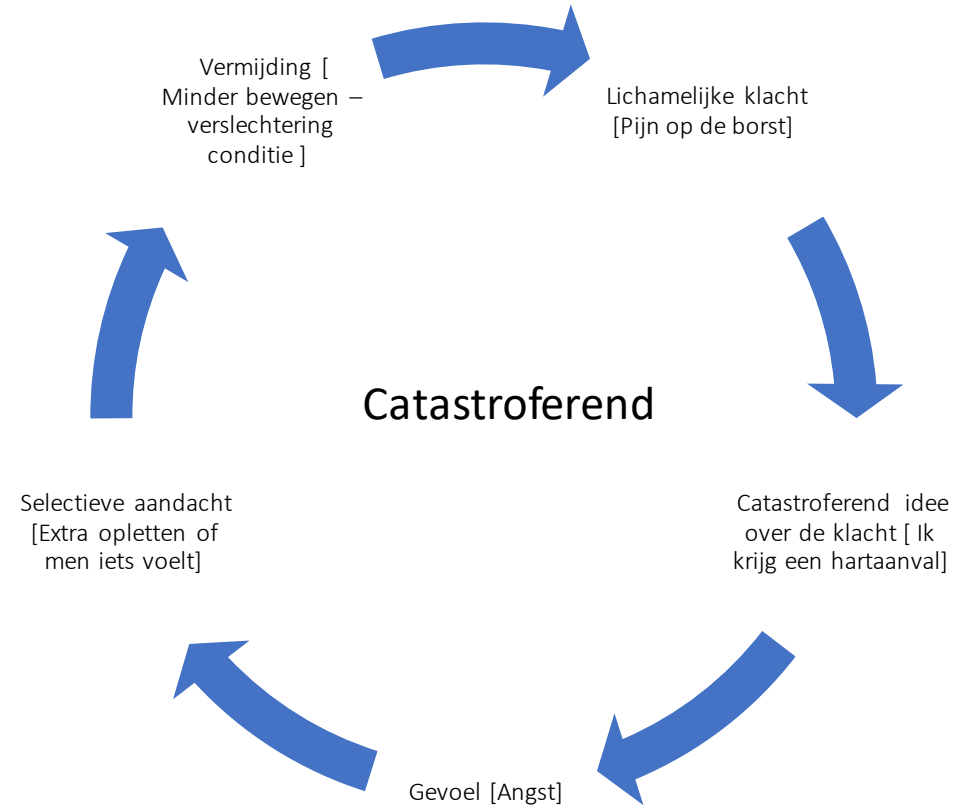 Vermijding [
Minder bewegen –
verslechtering
conditie ]
Lichamelijke klacht
[Pijn op de borst]
Catastroferend
Selectieve aandacht
[Extra opletten of
men iets voelt]
Catastroferend idee
over de klacht [ Ik
krijg een hartaanval]
Gevoel [Angst]